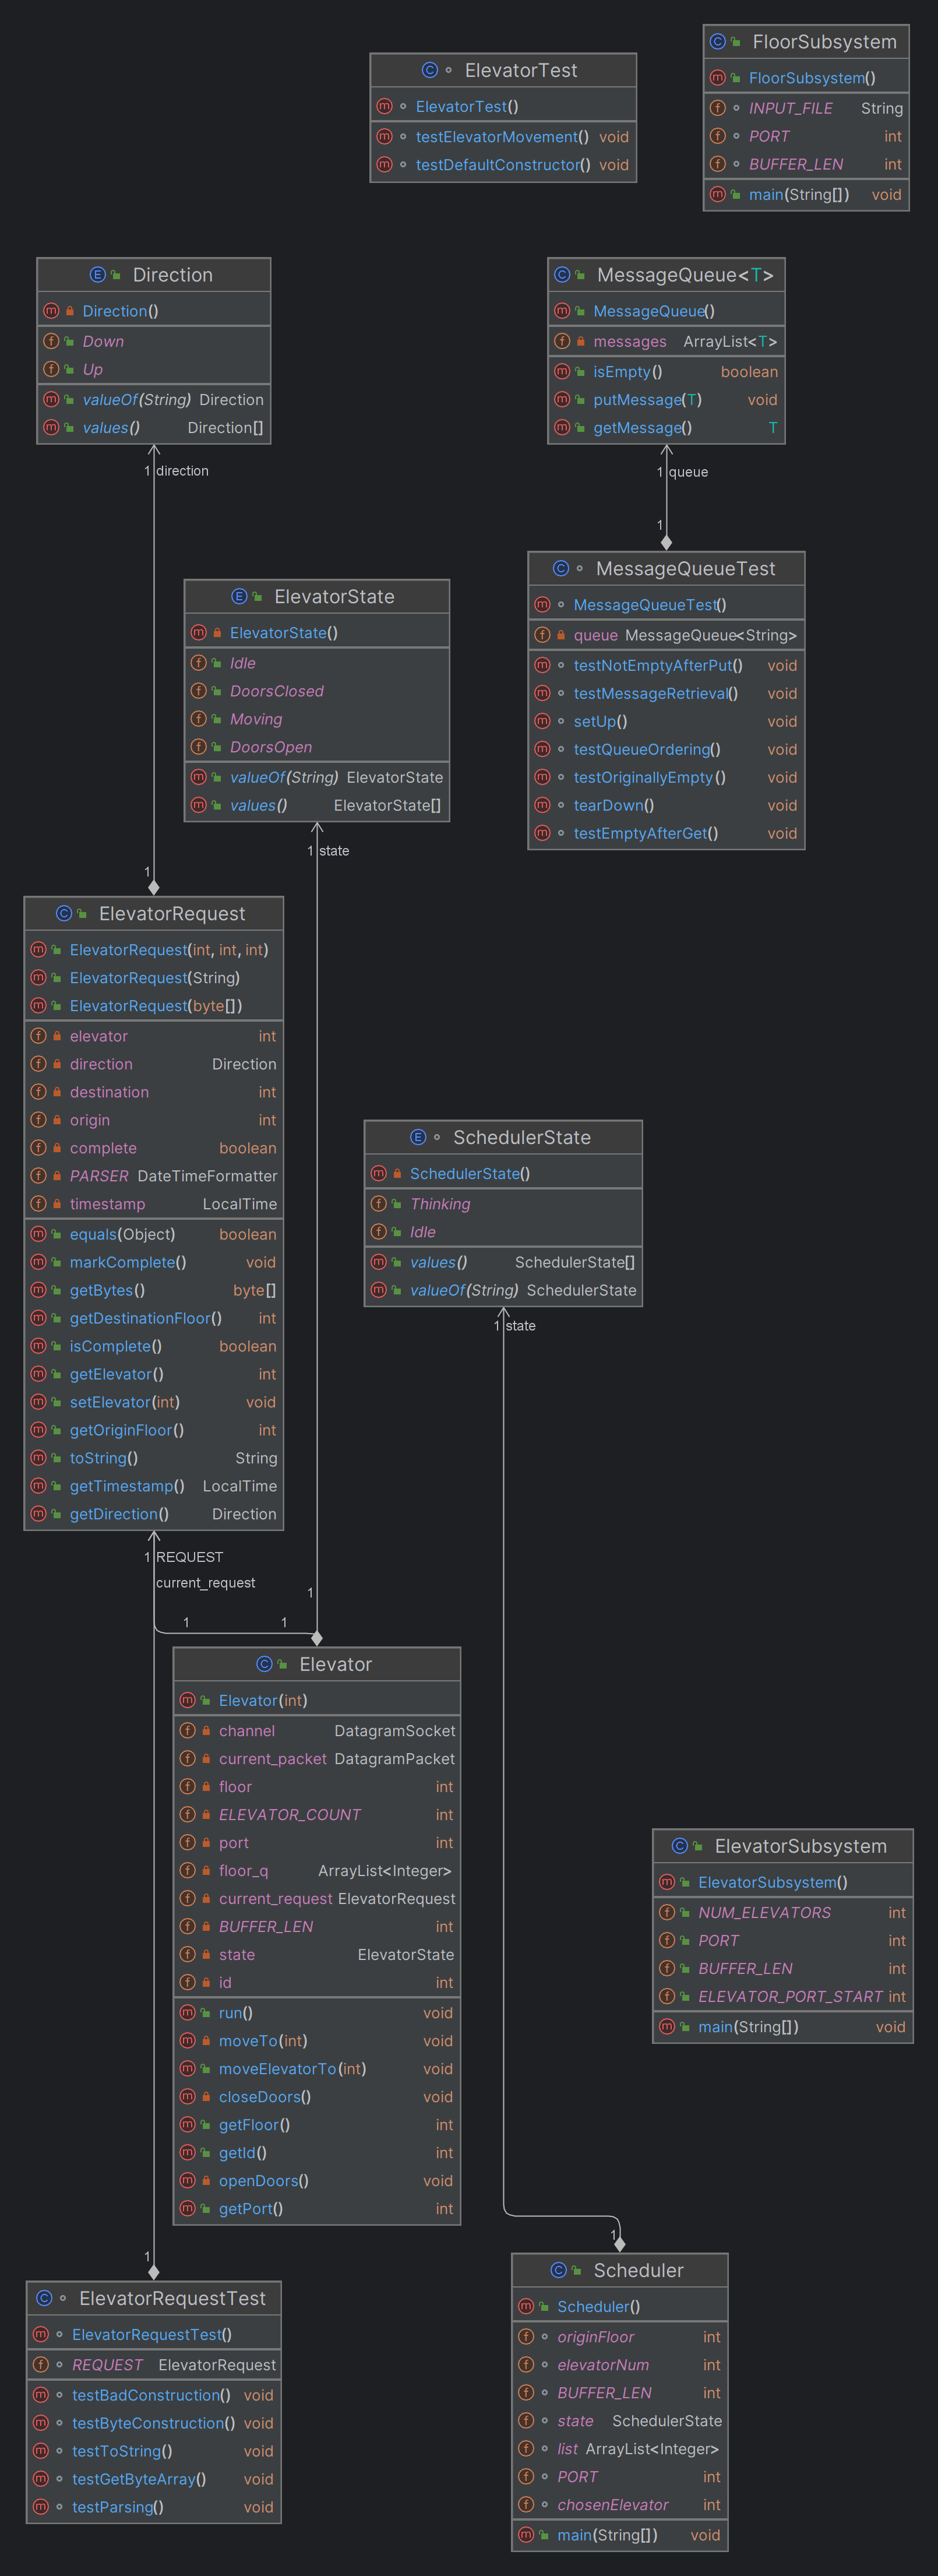 ElevatorTest
ElevatorTest()
testElevatorMovement() void
testDefaultConstructor() void
FloorSubsystem
FloorSubsystem()
INPUT_FILE String
PORT int
BUFFER_LEN int
main(String[]) void
Direction
Direction()
Down
Up
valueOf(String) Direction
values() Direction[]
1 direction
1
MessageQueue<T>
MessageQueue()
messages ArrayList<T>
isEmpty() boolean
putMessage(T) void
getMessage() T
1 queue
1
MessageQueueTest
MessageQueueTest()
queue MessageQueue<String>
testNotEmptyAfterPut() void
testMessageRetrieval() void
setUp() void
testQueueOrdering() void
testOriginallyEmpty() void
tearDown() void
testEmptyAfterGet() void
ElevatorState
ElevatorState()
Idle
DoorsClosed
Moving
DoorsOpen
valueOf(String) ElevatorState
values() ElevatorState[]
1 state
1
ElevatorRequest
ElevatorRequest(int, int, int)
ElevatorRequest(String)
ElevatorRequest(byte[])
elevator int
direction Direction
destination int
origin int
complete boolean
PARSER DateTimeFormatter
timestamp LocalTime
equals(Object) boolean
markComplete() void
getBytes() byte[]
getDestinationFloor() int
isComplete() boolean
getElevator() int
setElevator(int) void
getOriginFloor() int
toString() String
getTimestamp() LocalTime
getDirection() Direction
1 REQUEST
current_request
1 1
SchedulerState
SchedulerState()
Thinking
Idle
values() SchedulerState[]
valueOf(String) SchedulerState
1 state
Elevator
Elevator(int)
channel DatagramSocket
current_packet DatagramPacket
floor int
ELEVATOR_COUNT int
port int
floor_q ArrayList<Integer>
current_request ElevatorRequest
BUFFER_LEN int
state ElevatorState
id int
run() void
moveTo(int) void
moveElevatorTo(int) void
closeDoors() void
getFloor() int
getId() int
openDoors() void
getPort() int
ElevatorSubsystem
ElevatorSubsystem()
NUM_ELEVATORS int
PORT int
BUFFER_LEN int
ELEVATOR_PORT_START int
main(String[]) void
1
ElevatorRequestTest
ElevatorRequestTest()
REQUEST ElevatorRequest
testBadConstruction() void
testByteConstruction() void
testToString() void
testGetByteArray() void
testParsing() void
1
Scheduler
Scheduler()
originFloor int
elevatorNum int
BUFFER_LEN int
state SchedulerState
list ArrayList<Integer>
PORT int
chosenElevator int
main(String[]) void